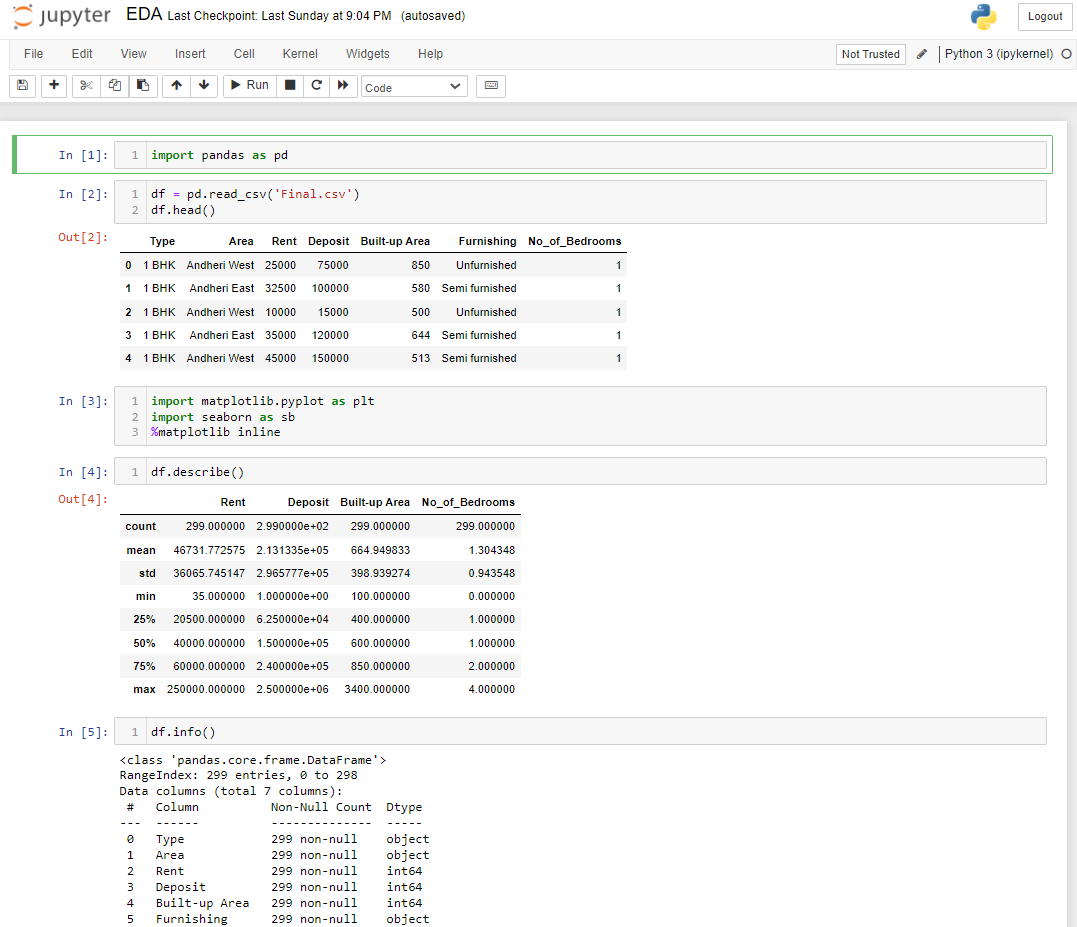 jupyter EDA Last Checkpoint: Last Sunday at 9:04 PM (autosaved) Logout
File Edit View Insert Cell Kernel Widgets Help Not Trusted Python 3 (ipykernel)
Run Code
In [1]: 1 import pandas as pd
In [2]: 1 df = pd.read_csv('Final.csv')
2 df.head()
Out[2]:
Type Area Rent Deposit Built-up Area Furnishing No_of_Bedrooms
0 1 BHK Andheri West 25000 75000 850 Unfurnished 1
1 1 BHK Andheri East 32500 100000 580 Semi furnished 1
2 1 BHK Andheri West 10000 15000 500 Unfurnished 1
3 1 BHK Andheri East 35000 120000 644 Semi furnished 1
4 1 BHK Andheri West 45000 150000 513 Semi furnished 1
In [3]: 1 import matplotlib.pyplot as plt
2 import seaborn as sb
3 %matplotlib inline
In [4]: 1 df.describe()
Out[4]:
Rent Deposit Built-up Area No_of_Bedrooms
count 299.000000 2.990000e+02 299.000000 299.000000
mean 46731.772575 2.131335e+05 664.949833 1.304348
std 36065.745147 2.965777e+05 398.939274 0.943548
min 35.000000 1.000000e+00 100.000000 0.000000
25% 20500.000000 6.250000e+04 400.000000 1.000000
50% 40000.000000 1.500000e+05 600.000000 1.000000
75% 60000.000000 2.400000e+05 850.000000 2.000000
max 250000.000000 2.500000e+06 3400.000000 4.000000
In [5]: 1 df.info()
<class 'pandas.core.frame.DataFrame'>
RangeIndex: 299 entries, 0 to 298
Data columns (total 7 columns):
# Column Non-Null Count Dtype
--- ------ -------------- -----
0 Type 299 non-null object
1 Area 299 non-null object
2 Rent 299 non-null int64
3 Deposit 299 non-null int64
4 Built-up Area 299 non-null int64
5 Furnishing 299 non-null object